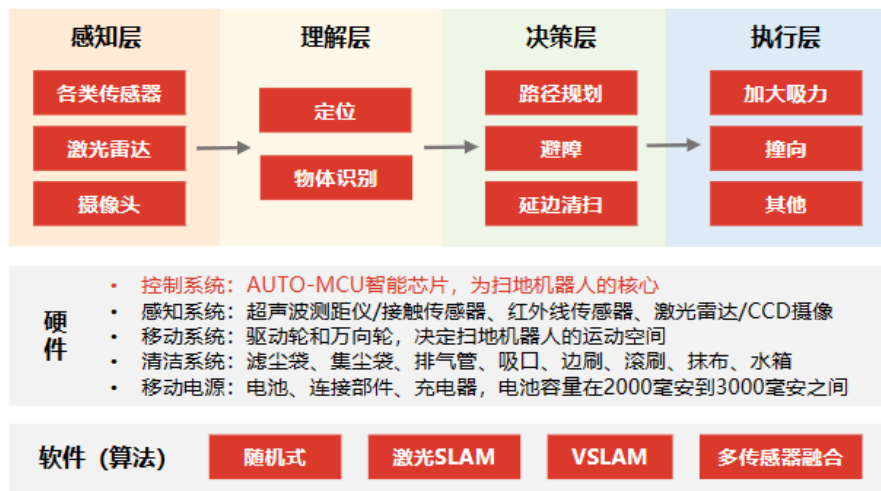 感知层
各类传感器
激光雷达
摄像头
理解层
定位
物体识别
决策层
路径规划
避障
延边清扫
执行层
加大吸力
撞向
其他
硬件
• 控制系统：AUTO-MCU智能芯片，为扫地机器人的核心
• 感知系统：超声波测距仪/接触传感器、红外线传感器、激光雷达/CCD摄像
• 移动系统：驱动轮和万向轮，决定扫地机器人的运动空间
• 清洁系统：滤尘袋、集尘袋、排气管、吸口、边刷、滚刷、抹布、水箱
• 移动电源：电池、连接部件、充电器，电池容量在2000毫安到3000毫安之间
软件（算法）
随机式
激光SLAM
VSLAM
多传感器融合